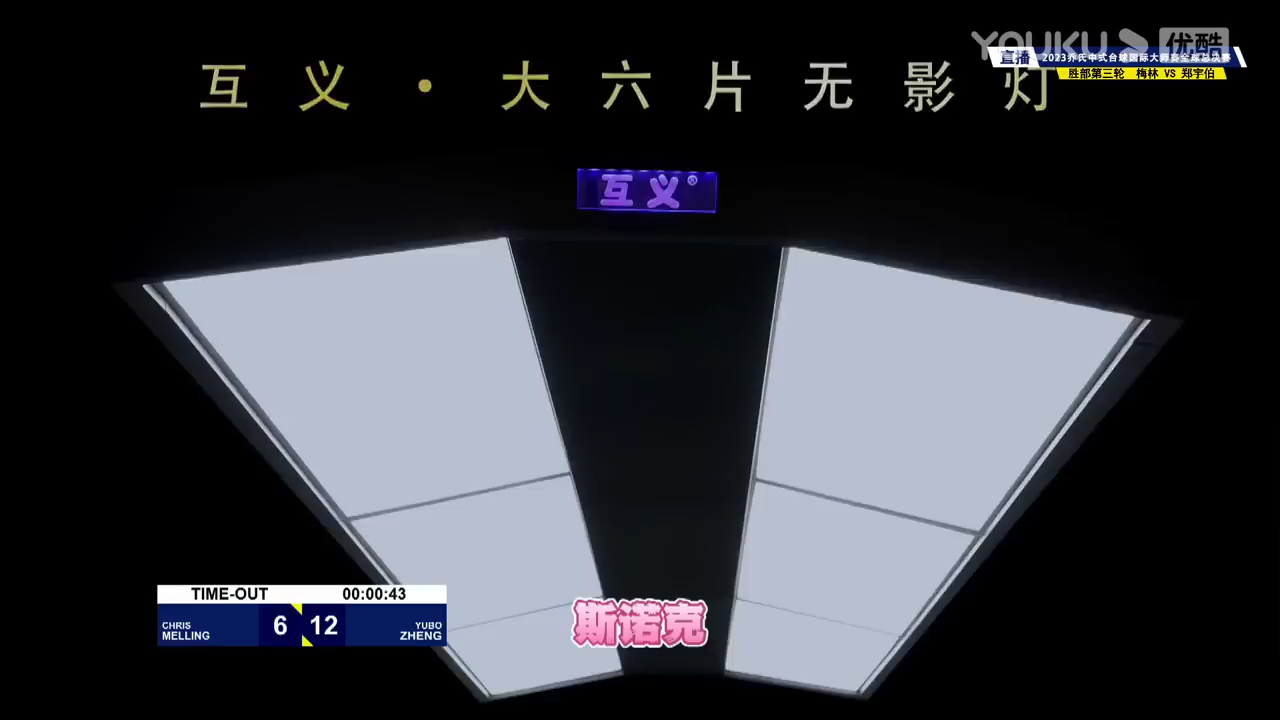 YOUKU 优酷
直播 2023乔氏中式台球国际大师赛全球总决赛
胜部第三轮 梅林 VS 郑宇伯
互义·大六片无影灯
互义®
TIME-OUT 00:00:43
CHRIS MELLING 6 12 YUBO ZHENG
斯诺克